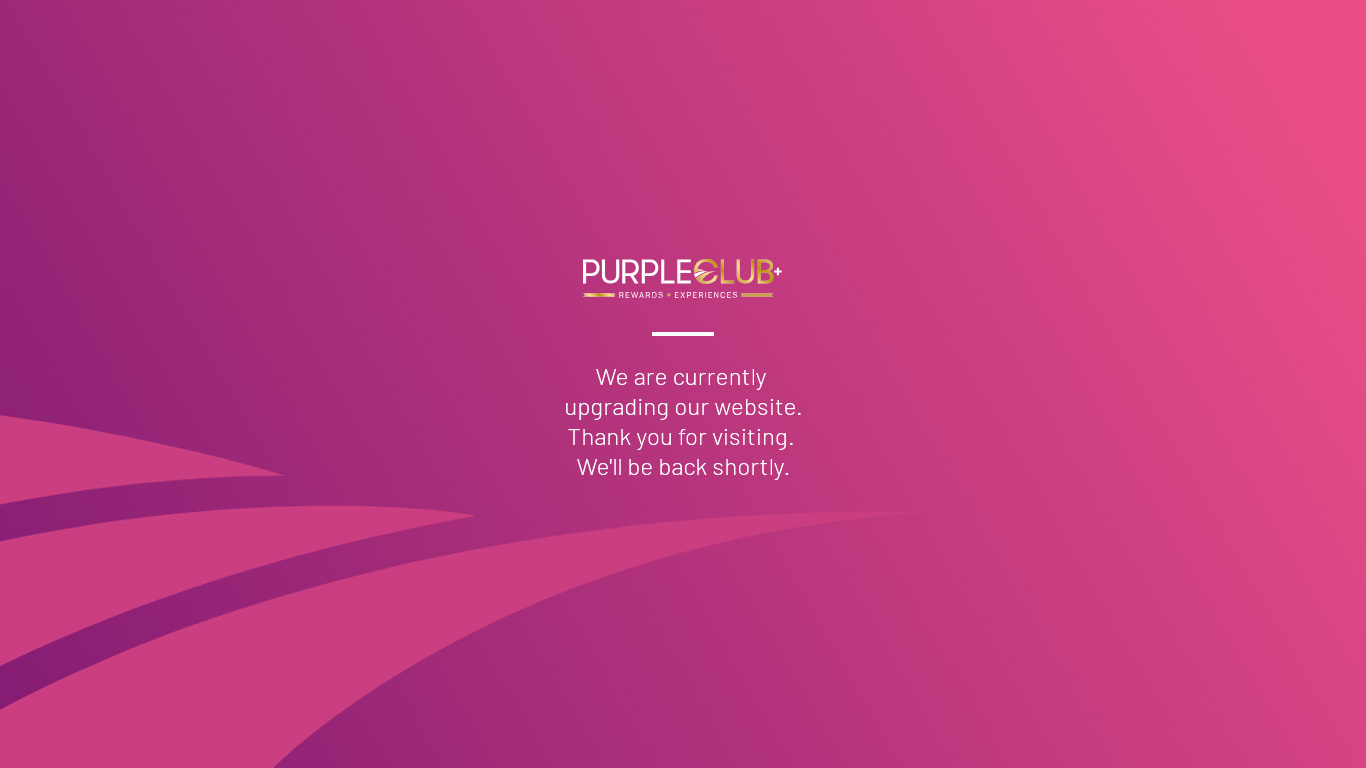 PURPLECLUB+
REWARDS • EXPERIENCES
We are currently
upgrading our website.
Thank you for visiting.
We'll be back shortly.